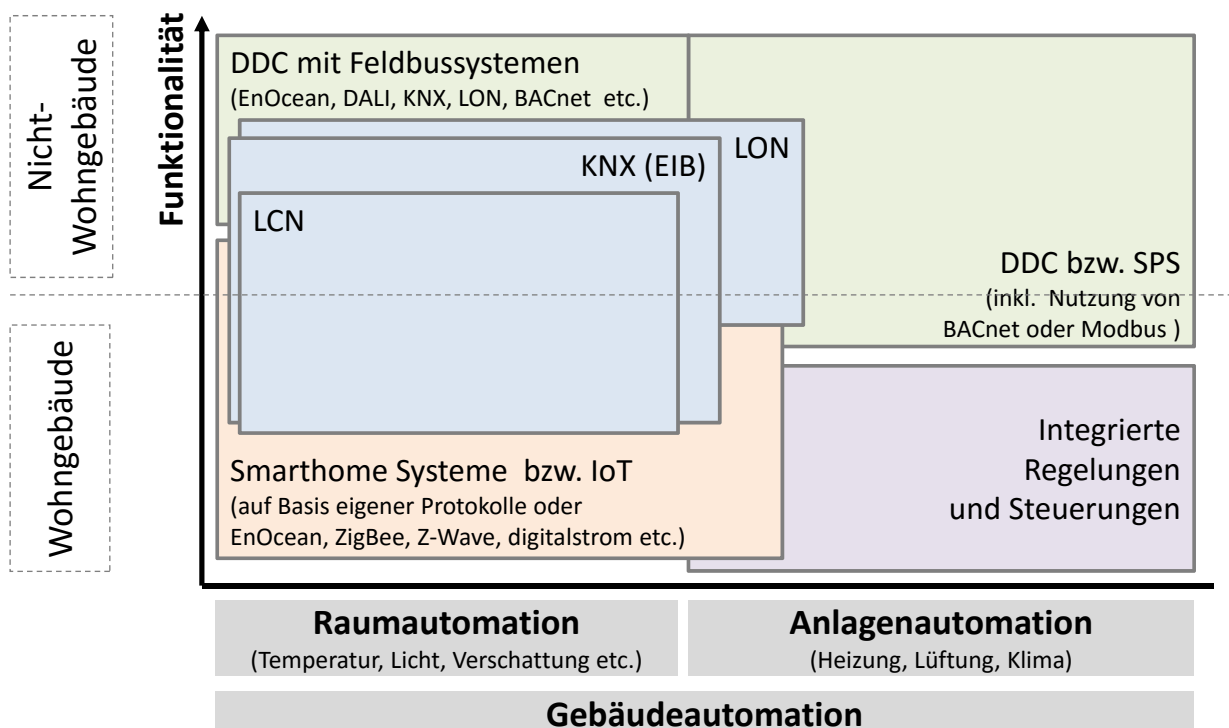 Nicht-
Wohngebäude
Wohngebäude
Funktionalität
DDC mit Feldbussystemen
(EnOcean, DALI, KNX, LON, BACnet etc.)
LON
KNX (EIB)
LCN
DDC bzw. SPS
(inkl. Nutzung von
BACnet oder Modbus )
Smarthome Systeme bzw. IoT
(auf Basis eigener Protokolle oder
EnOcean, ZigBee, Z-Wave, digitalstrom etc.)
Integrierte
Regelungen
und Steuerungen
Raumautomation
(Temperatur, Licht, Verschattung etc.)
Anlagenautomation
(Heizung, Lüftung, Klima)
Gebäudeautomation